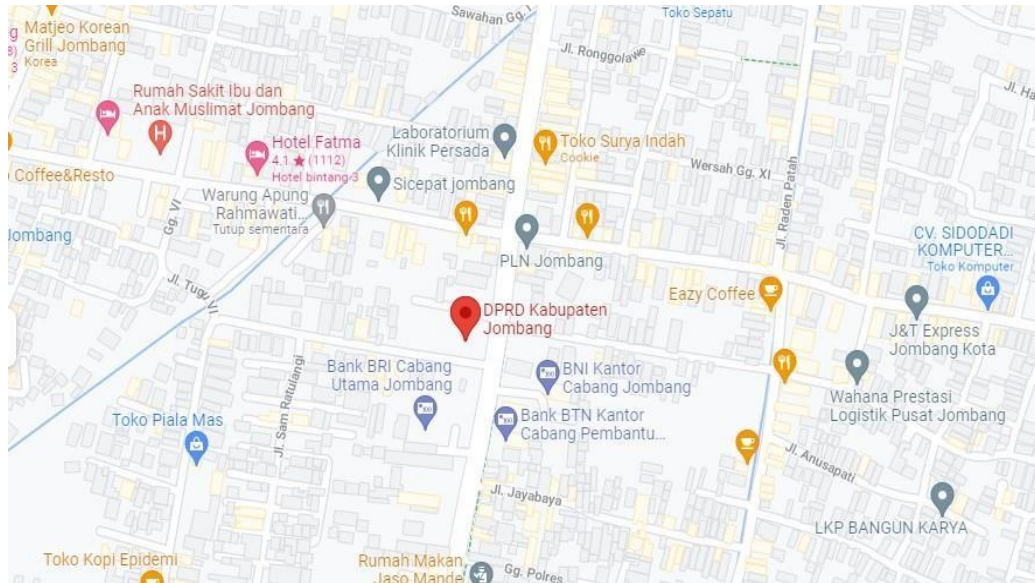 Sawahan Gg. I
Toko Sepatu
Matjeo Korean
Grill Jombang
Korea
g
8)
3
Jl. Ronggolawe
Jl. Ha
Rumah Sakit Ibu dan
Anak Muslimat Jombang
Hotel Fatma
4.1 ★ (1112)
Hotel bintang-3
Laboratorium
Klinik Persada
Toko Surya Indah
Cookie
Wersah Gg. XI
Coffee&Resto
Sicepat jombang
Warung Apung
Rahmawati...
Tutup sementara
Gg. VI
Jl. Raden Patah
Jombang
PLN Jombang
CV. SIDODADI
KOMPUTER...
Toko Komputer
Jl. Tugu VI
Eazy Coffee
DPRD Kabupaten
Jombang
J&T Express
Jombang Kota
Bank BRI Cabang
Utama Jombang
BNI Kantor
Cabang Jombang
Jl. Sam Ratulangi
Wahana Prestasi
Logistik Pusat Jombang
Toko Piala Mas
Bank BTN Kantor
Cabang Pembantu...
Jl. Anusapati
Jl. Jayabaya
LKP BANGUN KARYA
Toko Kopi Epidemi
Rumah Makan
Jaso Mande
Gg. Polres